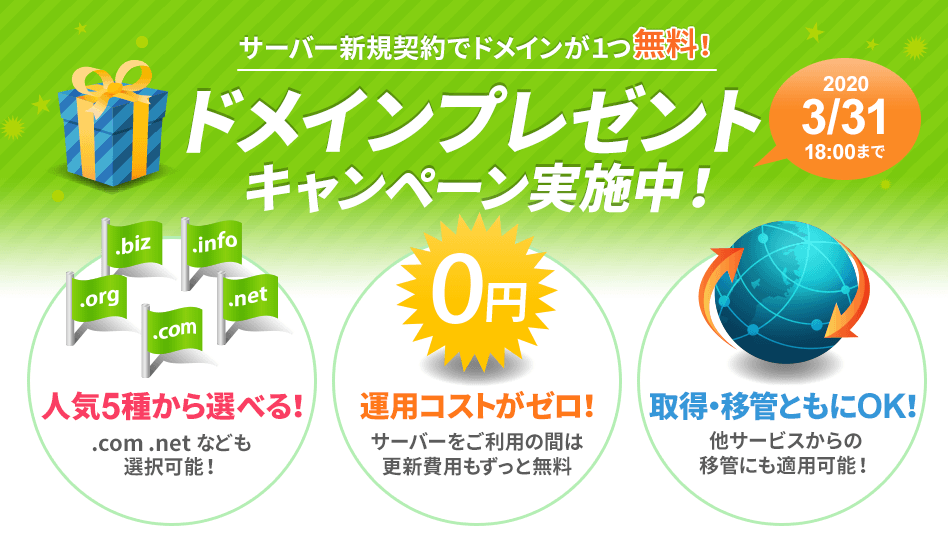 サーバー新規契約でドメインが1つ無料！
ドメインプレゼント
キャンペーン実施中！
2020
3/31
18:00まで
.biz
.info
.org
.net
.com
0円
人気5種から選べる！
.com .net なども
選択可能！
運用コストがゼロ！
サーバーをご利用の間は
更新費用もずっと無料
取得・移管ともにOK！
他サービスからの
移管にも適用可能！